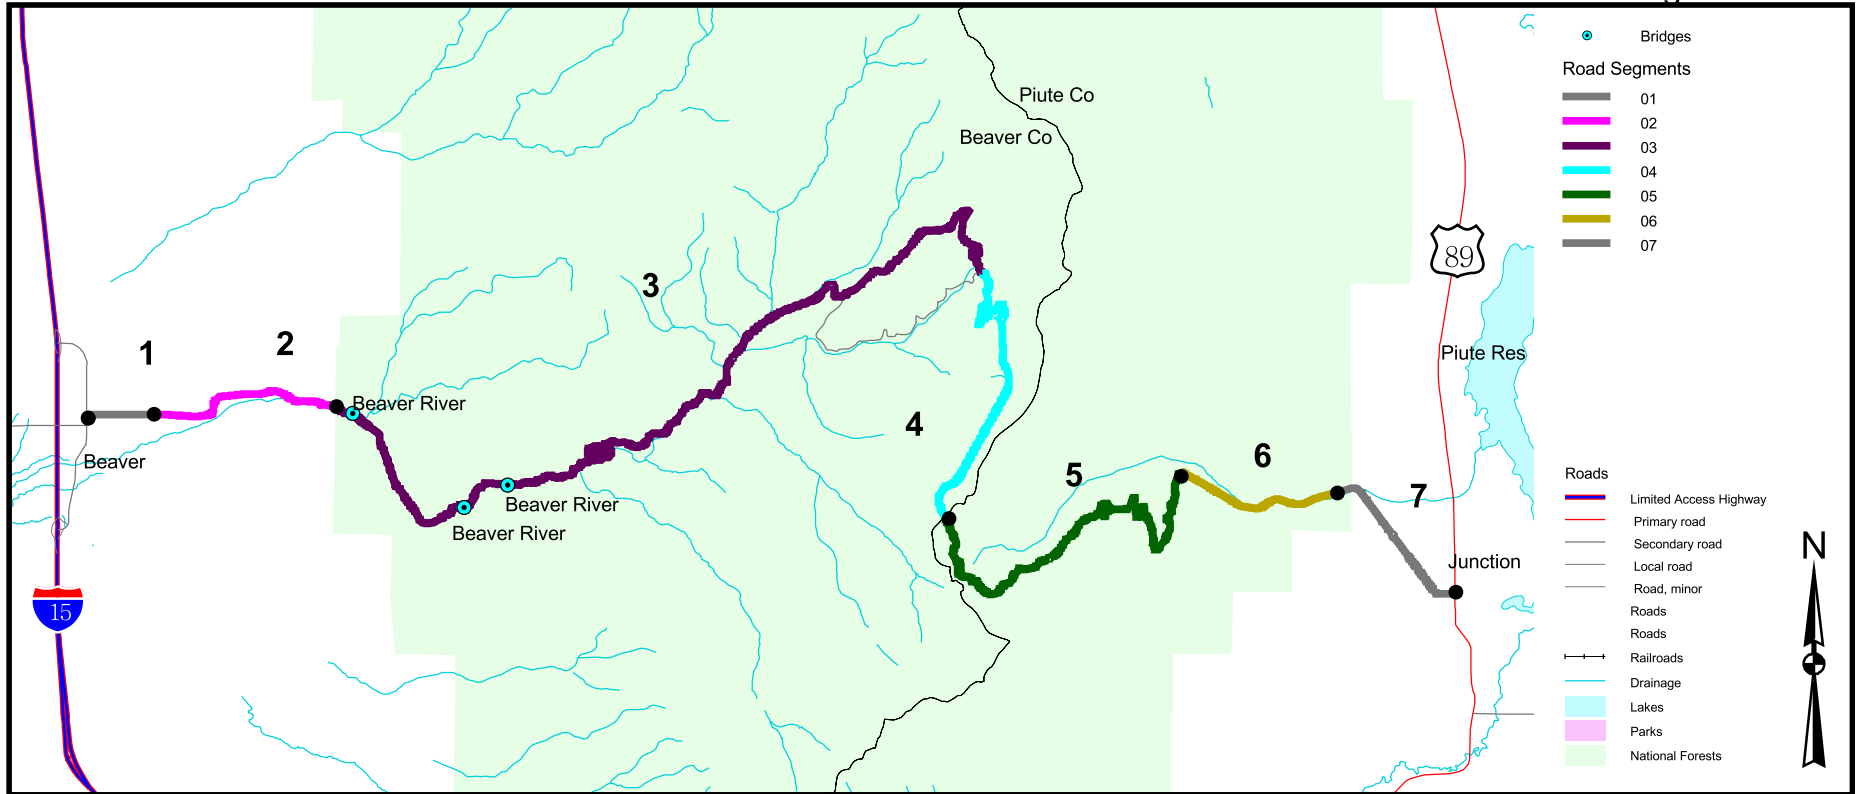 Bridges
Road Segments
01
02
03
04
05
06
07
Piute Co
Beaver Co
89
3
1
2
Piute Res
Beaver River
4
Beaver
5
6
7
Beaver River
Beaver River
Junction
15
Roads
Limited Access Highway
Primary road
Secondary road
Local road
Road, minor
Roads
Roads
Railroads
Drainage
Lakes
Parks
National Forests
N